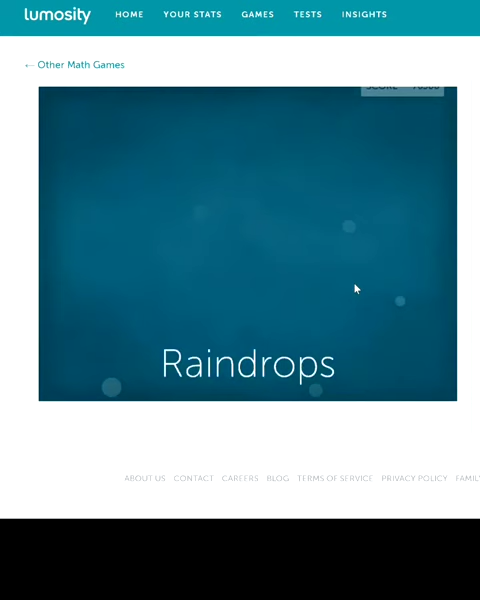 lumosity HOME YOUR STATS GAMES TESTS INSIGHTS
← Other Math Games
SCORE
Raindrops
ABOUT US CONTACT CAREERS BLOG TERMS OF SERVICE PRIVACY POLICY